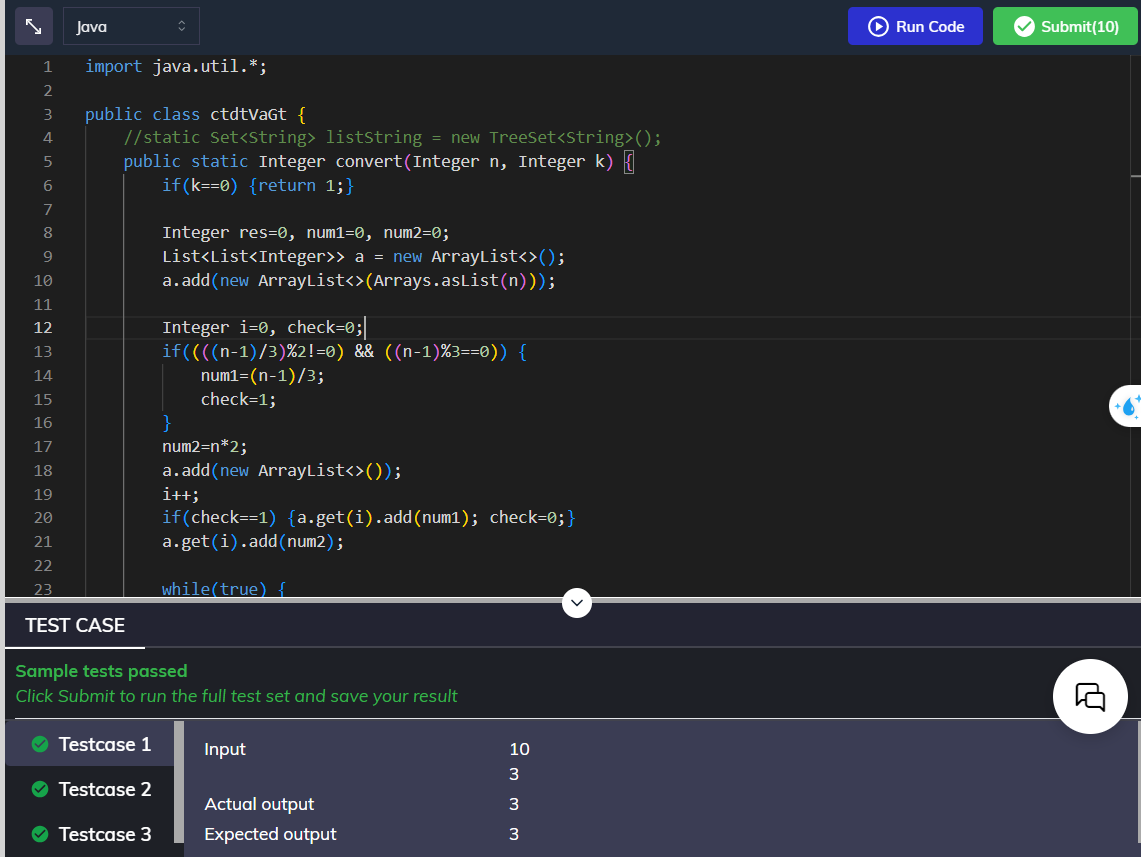 Java
Run Code
Submit(10)
1 import java.util.*;
2
3 public class ctdtVaGt {
4 //static Set<String> listString = new TreeSet<String>();
5 public static Integer convert(Integer n, Integer k) {
6 if(k==0) {return 1;}
7
8 Integer res=0, num1=0, num2=0;
9 List<List<Integer>> a = new ArrayList<>();
10 a.add(new ArrayList<>(Arrays.asList(n)));
11
12 Integer i=0, check=0;
13 if((((n-1)/3)%2!=0) && ((n-1)%3==0)) {
14 num1=(n-1)/3;
15 check=1;
16 }
17 num2=n*2;
18 a.add(new ArrayList<>());
19 i++;
20 if(check==1) {a.get(i).add(num1); check=0;}
21 a.get(i).add(num2);
22
23 while(true) {
TEST CASE
Sample tests passed
Click Submit to run the full test set and save your result
Testcase 1
Testcase 2
Testcase 3
Input 10
3
Actual output 3
Expected output 3